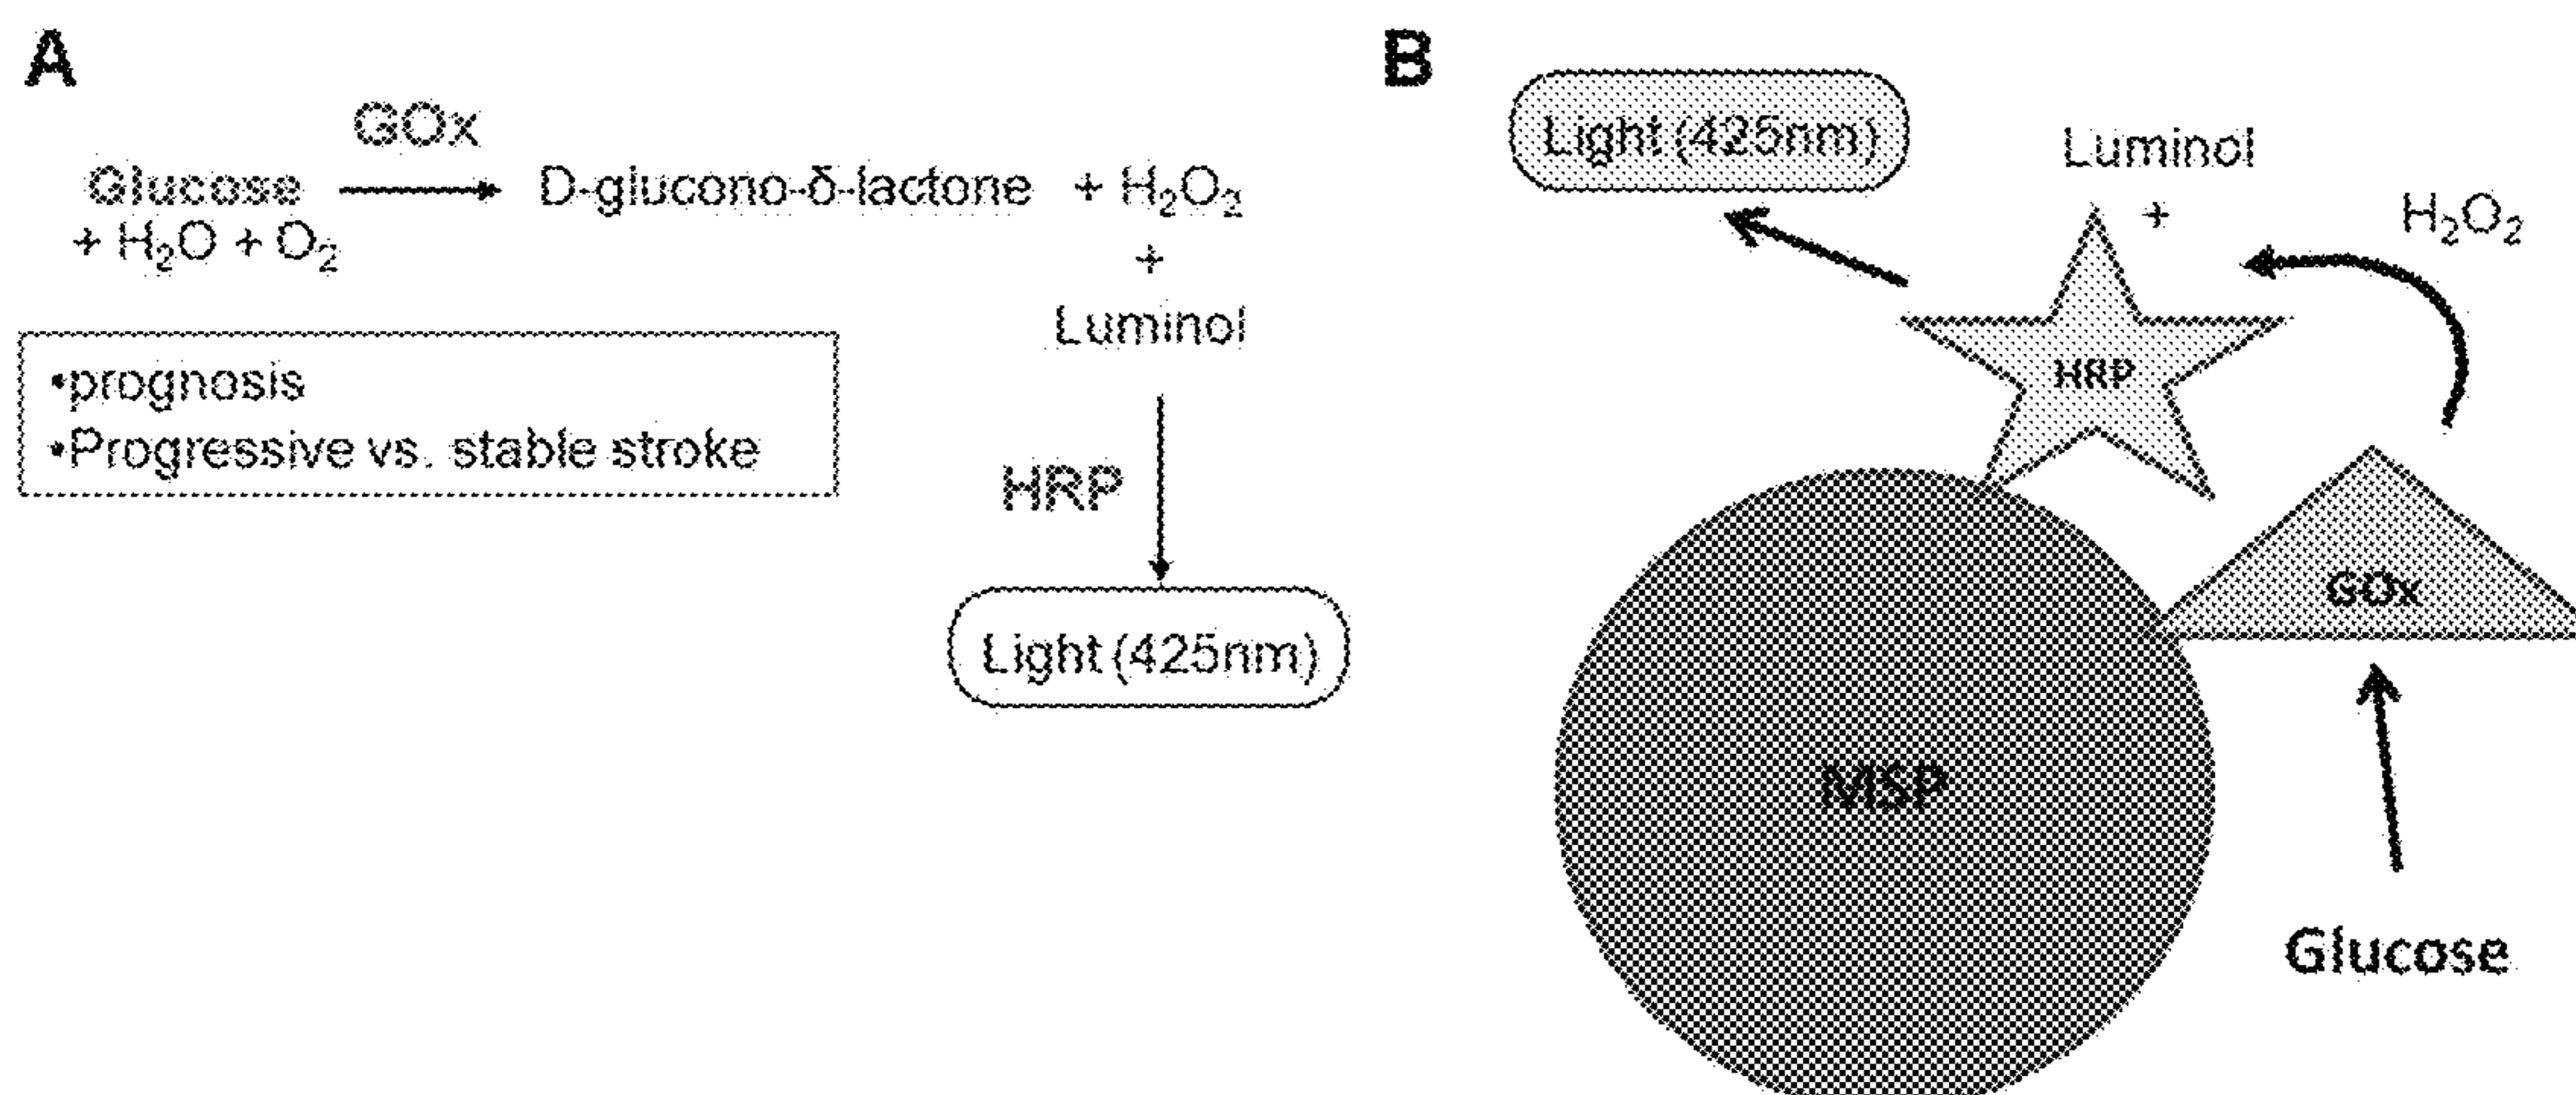 A
GOx
Glucose → D-glucono-δ-lactone + H₂O₂
+ H₂O + O₂
+
Luminol
•prognosis
•Progressive vs. stable stroke
HRP
Light (425nm)
B
Light (425nm)
Luminol
+
H₂O₂
HRP
GOx
MSP
Glucose